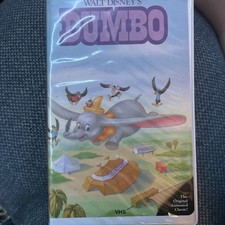 WALT DISNEY'S
DUMBO
The
Original
Animated
Classic!
VHS